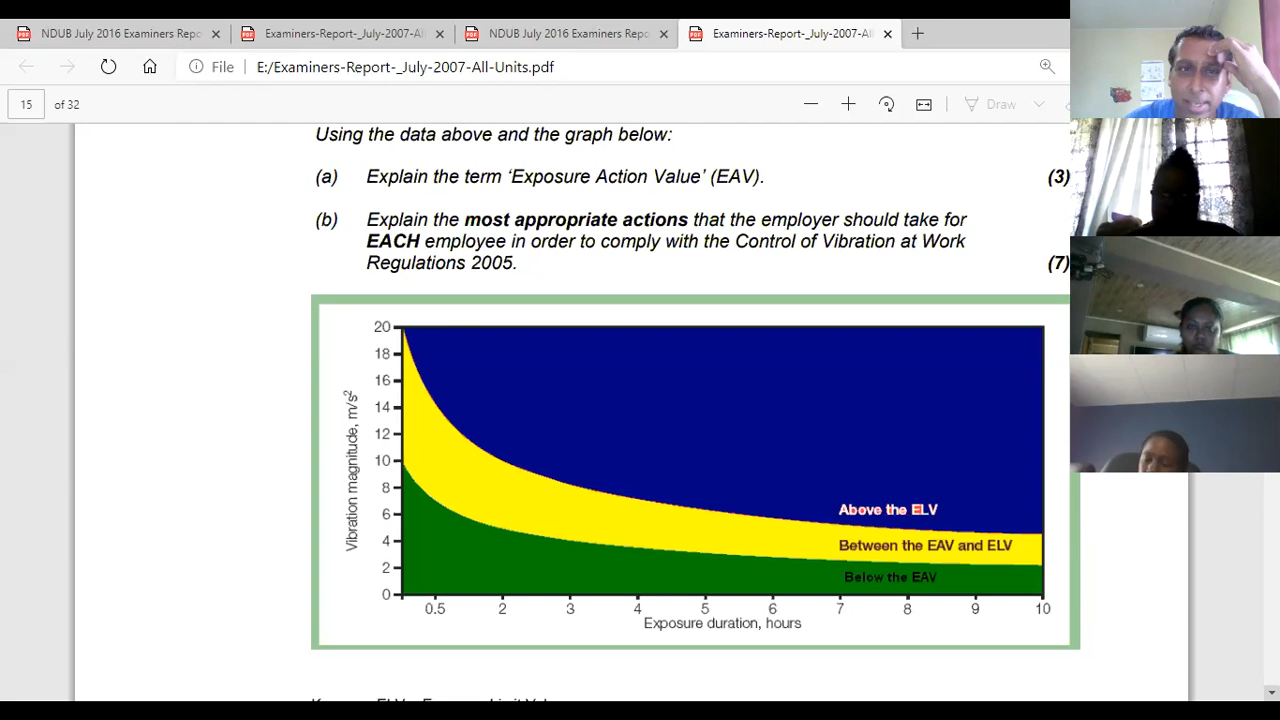 NDUB July 2016 Examiners Repo
Examiners-Report-_July-2007-Al
NDUB July 2016 Examiners Repo
Examiners-Report-_July-2007-Al
File E:/Examiners-Report-_July-2007-All-Units.pdf
15 of 32
Draw
Using the data above and the graph below:
(a) Explain the term ‘Exposure Action Value’ (EAV). (3)
(b) Explain the most appropriate actions that the employer should take for
EACH employee in order to comply with the Control of Vibration at Work
Regulations 2005. (7)
20
18
16
14
12
10
8
6
4
2
0
Vibration magnitude, m/s²
Above the ELV
Between the EAV and ELV
Below the EAV
0.5 2 3 4 5 6 7 8 9 10
Exposure duration, hours